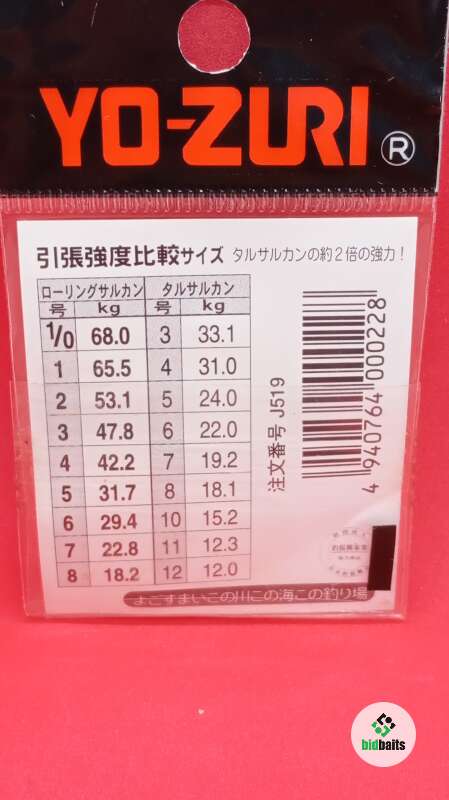 YO-ZURI®
引張強度比較サイズ タルサルカンの約2倍の強力!
ローリングサルカン タルサルカン
号 kg 号 kg
1/0 68.0 3 33.1
1 65.5 4 31.0
2 53.1 5 24.0
3 47.8 6 22.0
4 42.2 7 19.2
5 31.7 8 18.1
6 29.4 10 15.2
7 22.8 11 12.3
8 18.2 12 12.0
注文番号 J519
4 940764 000228
よごすまいこの川この海この釣り場
bidbaits